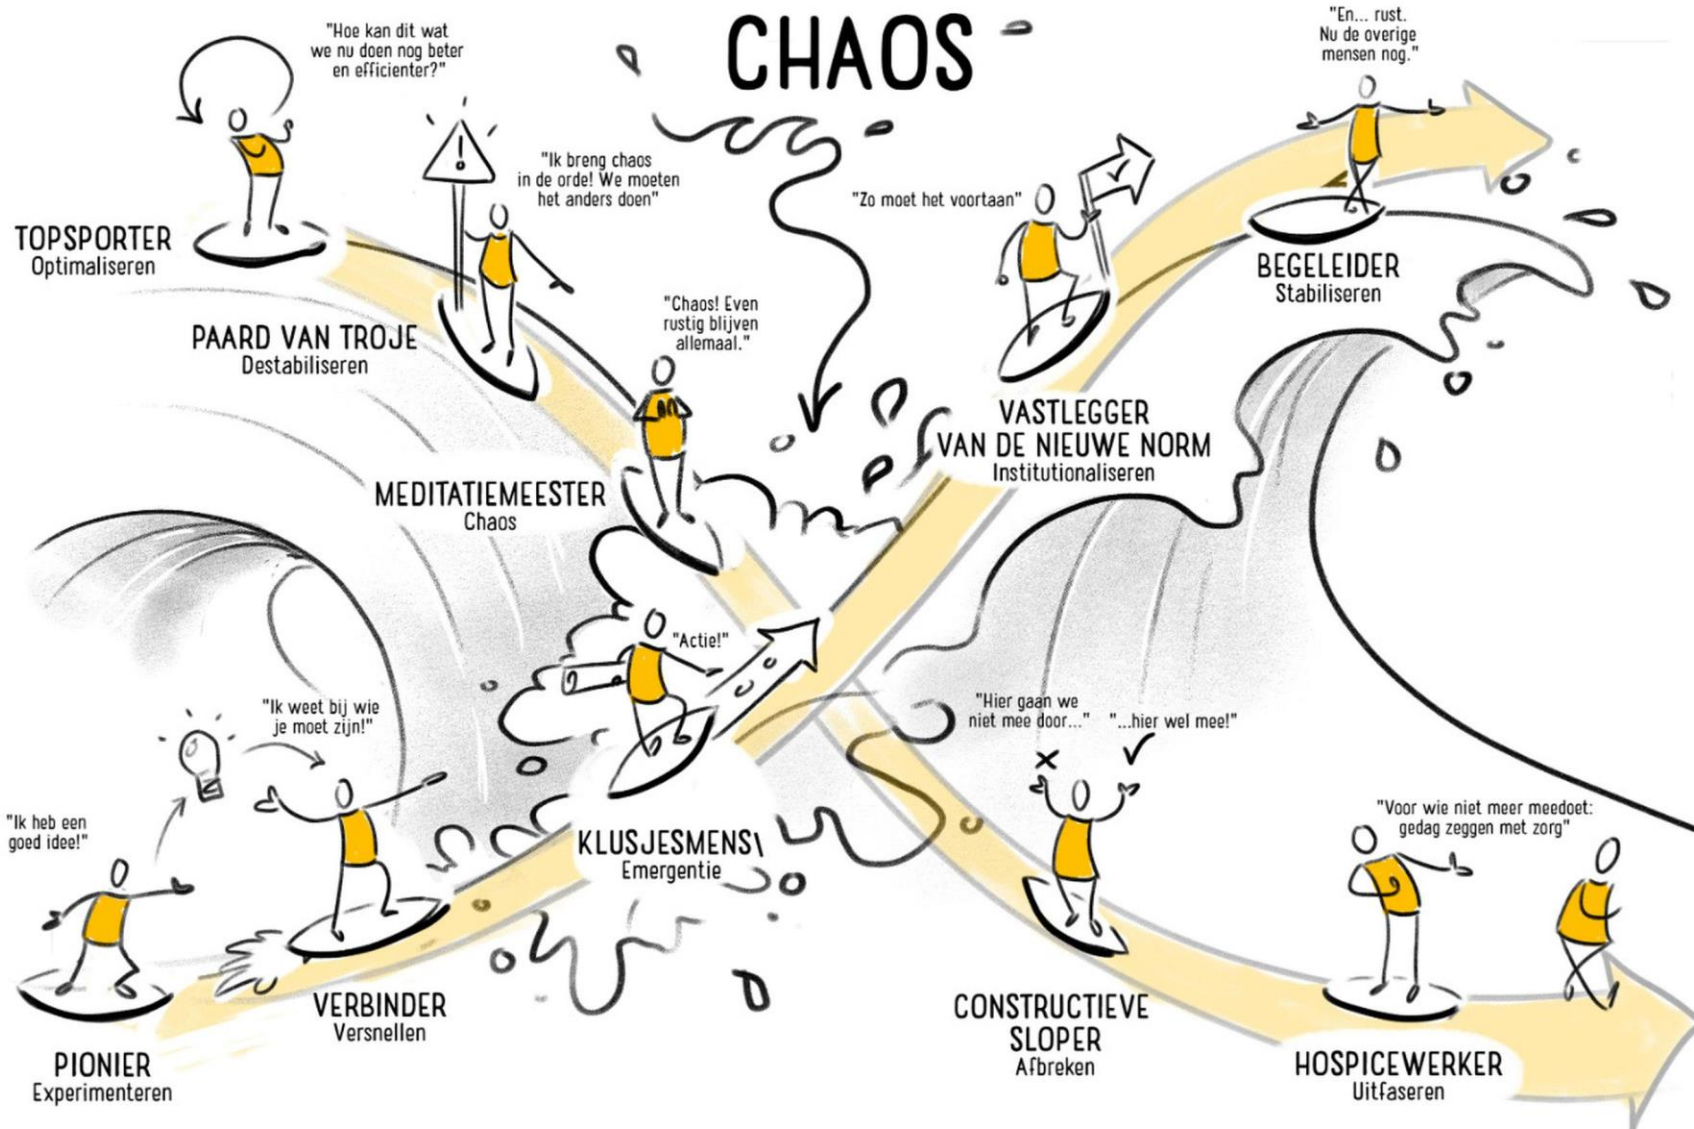 CHAOS
"Hoe kan dit wat
we nu doen nog beter
en efficienter?"
TOPSPORTER
Optimaliseren
"Ik breng chaos
in de orde! We moeten
het anders doen"
PAARD VAN TROJE
Destabiliseren
"Chaos! Even
rustig blijven
allemaal."
MEDITATIEMEESTER
Chaos
"Zo moet het voortaan"
VASTLEGGER
VAN DE NIEUWE NORM
Institutionaliseren
"En... rust.
Nu de overige
mensen nog."
BEGELEIDER
Stabiliseren
"Ik heb een
goed idee!"
PIONIER
Experimenteren
"Ik weet bij wie
je moet zijn!"
VERBINDER
Versnellen
"Actie!"
KLUSJESMENS\
Emergentie
"Hier gaan we
niet mee door..." "...hier wel mee!"
CONSTRUCTIEVE
SLOPER
Afbreken
"Voor wie niet meer meedoet:
gedag zeggen met zorg"
HOSPICEWERKER
Uitfaseren